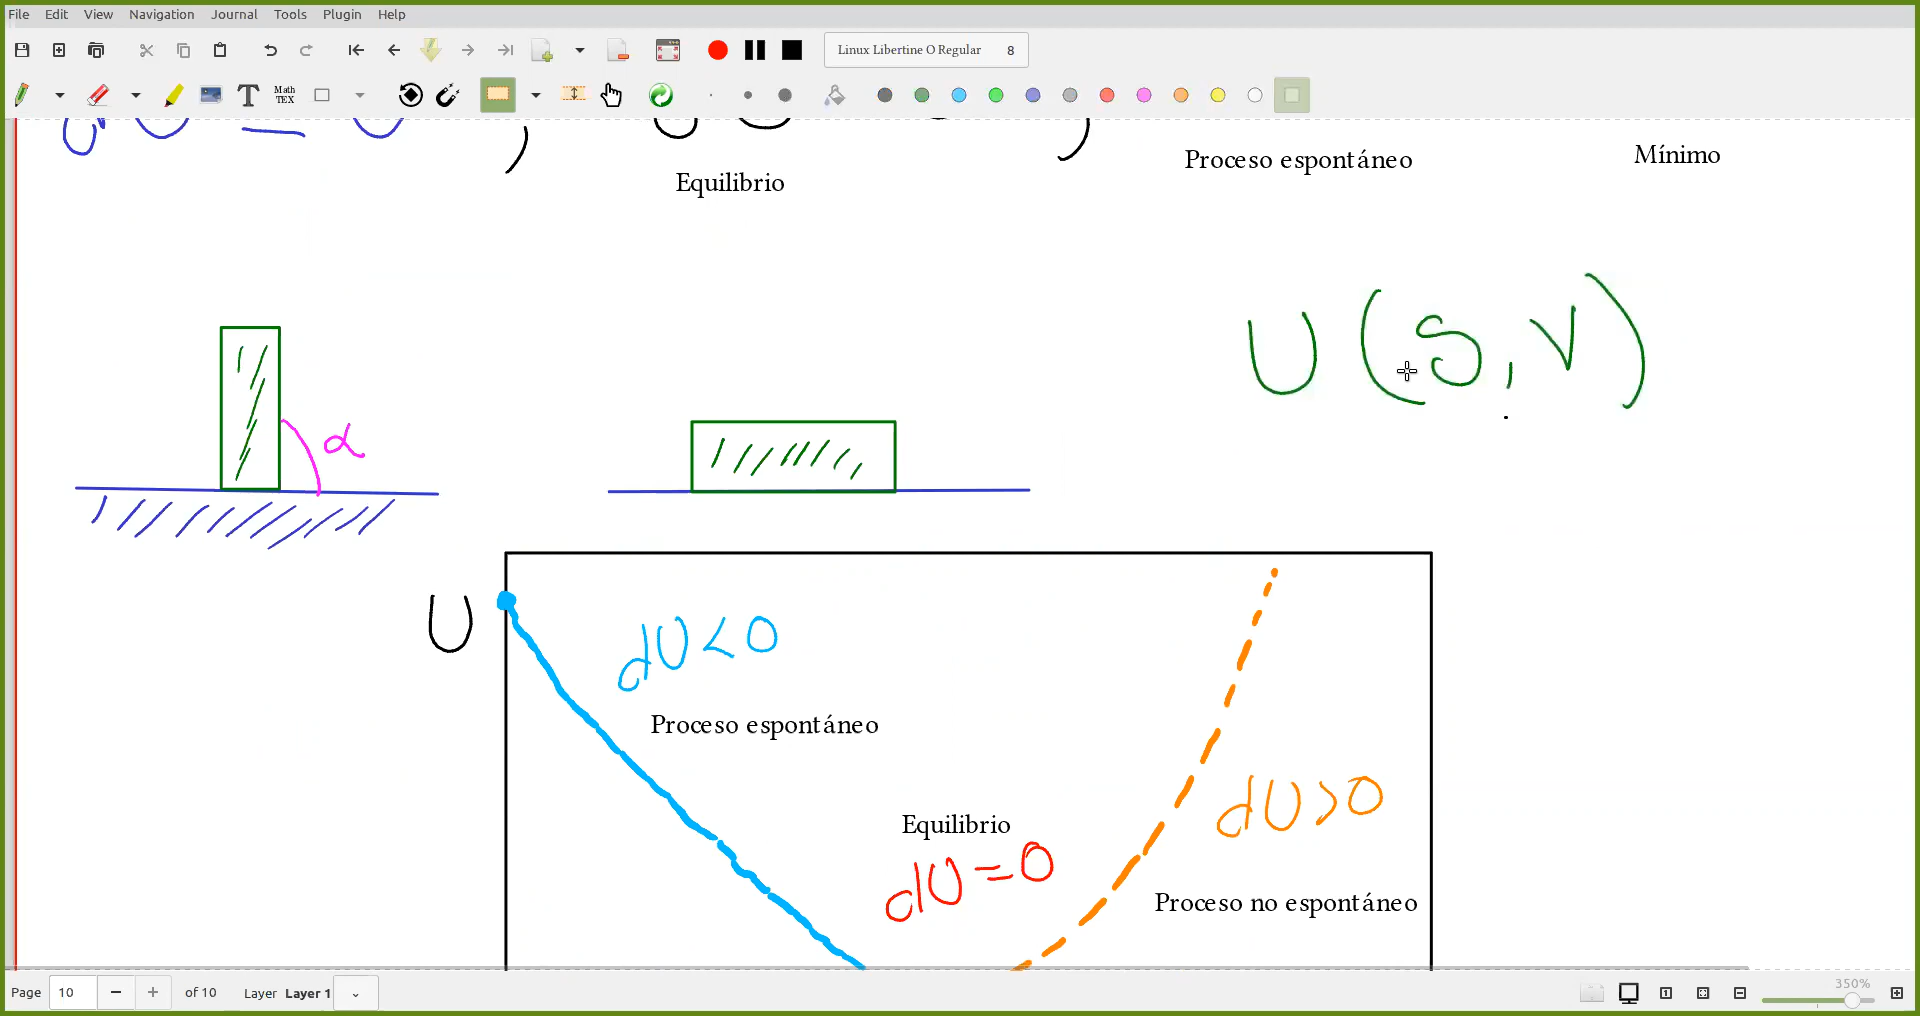 File Edit View Navigation Journal Tools Plugin Help
Linux Libertine O Regular 8
Math
TEX
Proceso espontáneo
Mínimo
Equilibrio
U (S, V)
α
U
dU < 0
Proceso espontáneo
dU > 0
Equilibrio
dU = 0
Proceso no espontáneo
350%
Page 10 of 10 Layer Layer 1